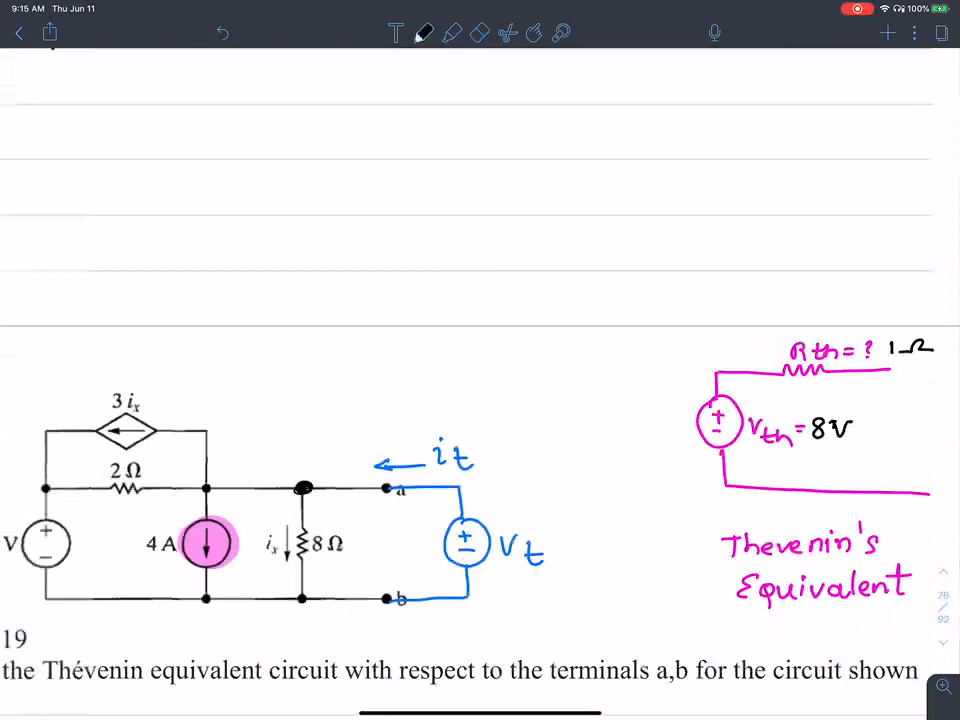 9:15 AM Thu Jun 11
100%
T
Rth = ? 1Ω
3 iₓ
Vth = 8V
it
2 Ω
a
V
4 A
iₓ
8 Ω
Vt
Thevenin's
Equivalent
b
76
/
92
19
the Thévenin equivalent circuit with respect to the terminals a,b for the circuit shown